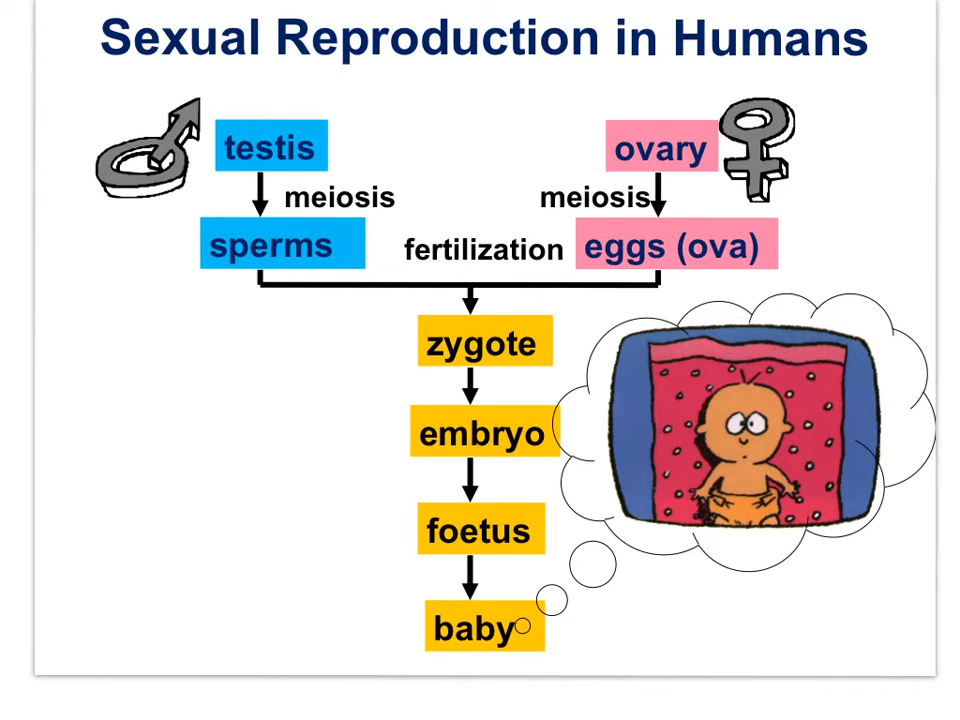 Sexual Reproduction in Humans
testis
ovary
meiosis
meiosis
sperms
fertilization
eggs (ova)
zygote
embryo
foetus
baby